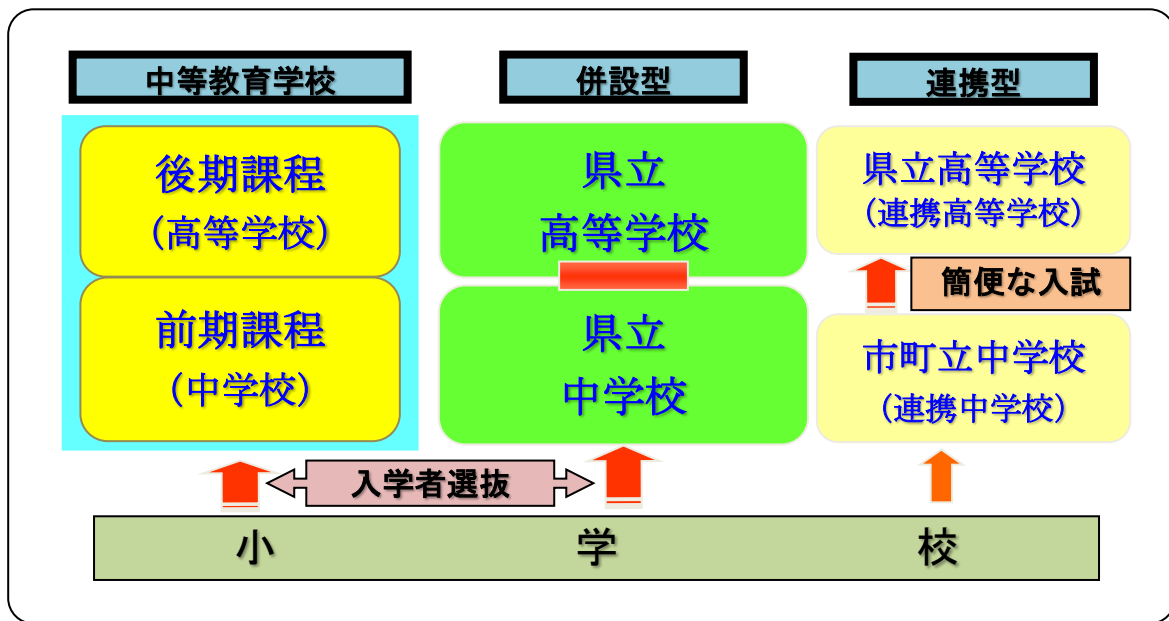 中等教育学校
併設型
連携型
後期課程
（高等学校）
県立
高等学校
県立高等学校
（連携高等学校）
簡便な入試
前期課程
（中学校）
県立
中学校
市町立中学校
（連携中学校）
入学者選抜
小学校